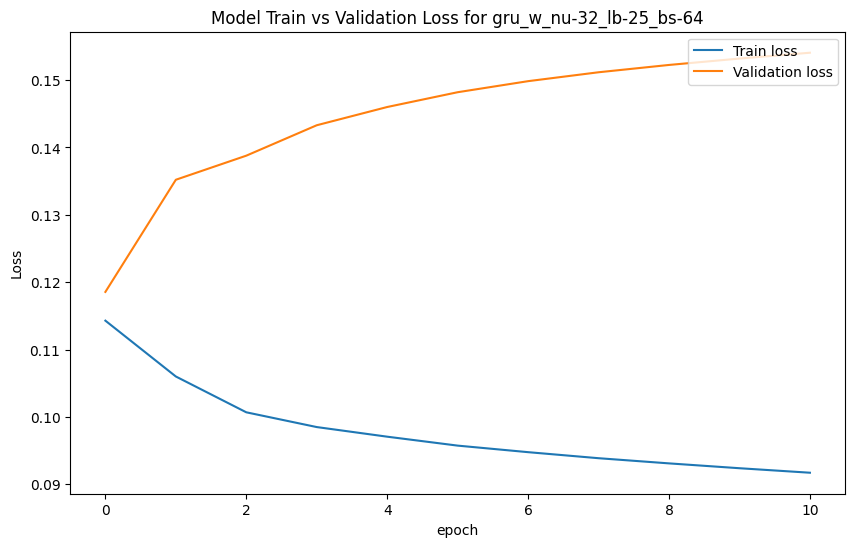 Model Train vs Validation Loss for gru_w_nu-32_lb-25_bs-64
Train loss
Validation loss
0.15
0.14
0.13
0.12
0.11
0.10
0.09
Loss
0 2 4 6 8 10
epoch